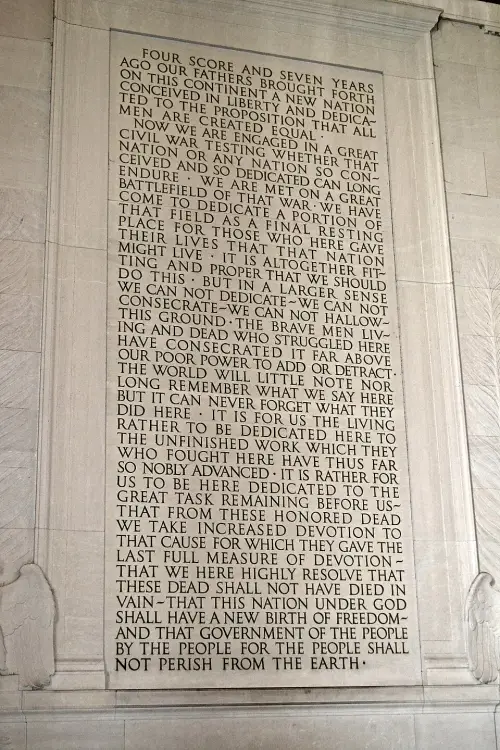 FOUR SCORE AND SEVEN YEARS
AGO OUR FATHERS BROUGHT FORTH
ON THIS CONTINENT A NEW NATION
CONCEIVED IN LIBERTY AND DEDICA-
TED TO THE PROPOSITION THAT ALL
MEN ARE CREATED EQUAL ·
NOW WE ARE ENGAGED IN A GREAT
CIVIL WAR TESTING WHETHER THAT
NATION OR ANY NATION SO CON-
CEIVED AND SO DEDICATED CAN LONG
ENDURE · WE ARE MET ON A GREAT
BATTLEFIELD OF THAT WAR · WE HAVE
COME TO DEDICATE A PORTION OF
THAT FIELD AS A FINAL RESTING
PLACE FOR THOSE WHO HERE GAVE
THEIR LIVES THAT THAT NATION
MIGHT LIVE · IT IS ALTOGETHER FIT-
TING AND PROPER THAT WE SHOULD
DO THIS · BUT IN A LARGER SENSE
WE CAN NOT DEDICATE~WE CAN NOT
CONSECRATE~WE CAN NOT HALLOW~
THIS GROUND · THE BRAVE MEN LIV-
ING AND DEAD WHO STRUGGLED HERE
HAVE CONSECRATED IT FAR ABOVE
OUR POOR POWER TO ADD OR DETRACT ·
THE WORLD WILL LITTLE NOTE NOR
LONG REMEMBER WHAT WE SAY HERE
BUT IT CAN NEVER FORGET WHAT THEY
DID HERE · IT IS FOR US THE LIVING
RATHER TO BE DEDICATED HERE TO
THE UNFINISHED WORK WHICH THEY
WHO FOUGHT HERE HAVE THUS FAR
SO NOBLY ADVANCED · IT IS RATHER FOR
US TO BE HERE DEDICATED TO THE
GREAT TASK REMAINING BEFORE US~
THAT FROM THESE HONORED DEAD
WE TAKE INCREASED DEVOTION TO
THAT CAUSE FOR WHICH THEY GAVE THE
LAST FULL MEASURE OF DEVOTION~
THAT WE HERE HIGHLY RESOLVE THAT
THESE DEAD SHALL NOT HAVE DIED IN
VAIN~THAT THIS NATION UNDER GOD
SHALL HAVE A NEW BIRTH OF FREEDOM~
AND THAT GOVERNMENT OF THE PEOPLE
BY THE PEOPLE FOR THE PEOPLE SHALL
NOT PERISH FROM THE EARTH ·